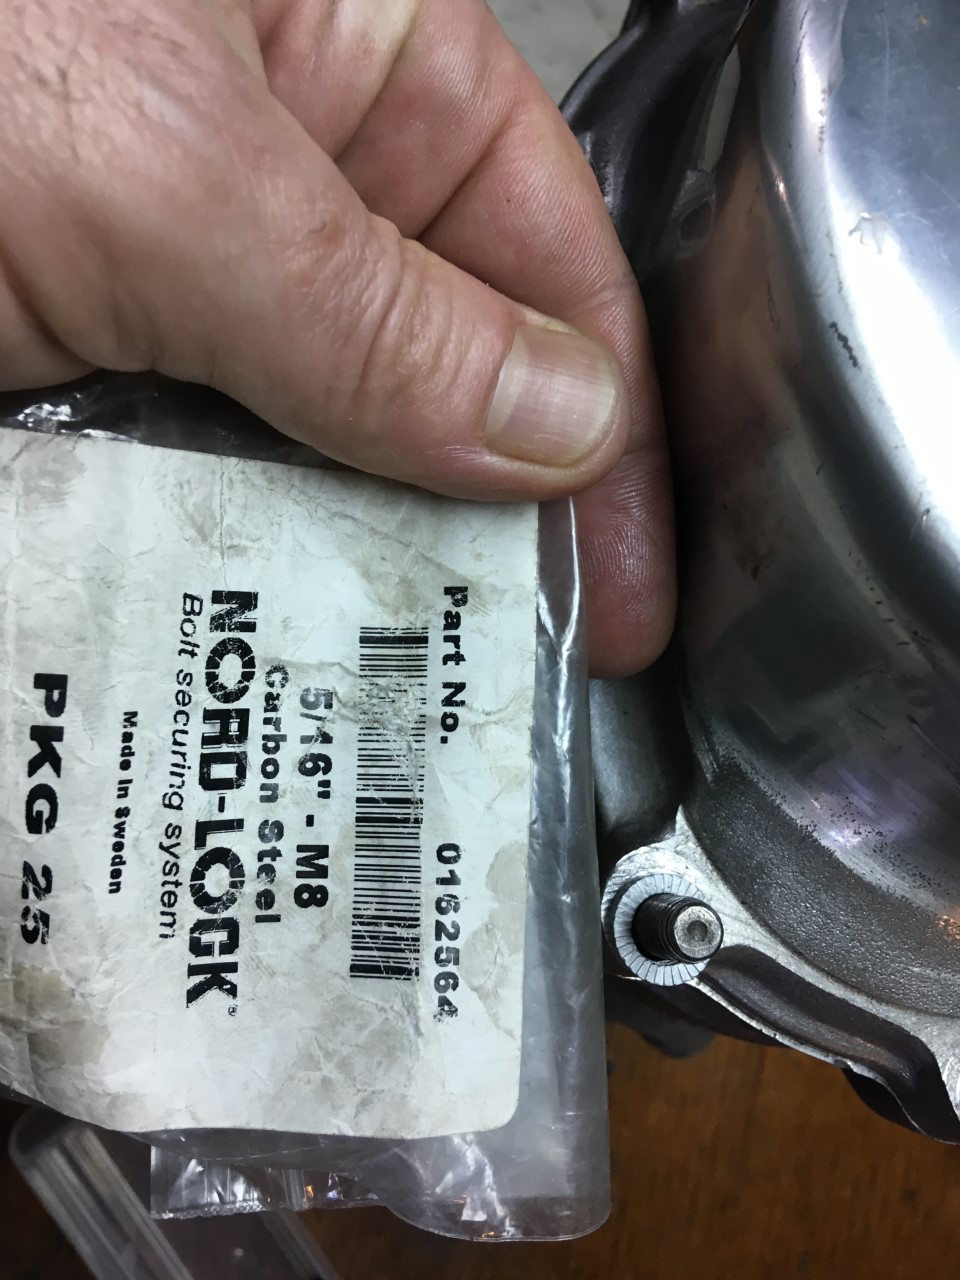 Part No. 0162564
5/16" - M8
Carbon Steel
NORD-LOCK®
Bolt securing system
Made In Sweden
PKG 25